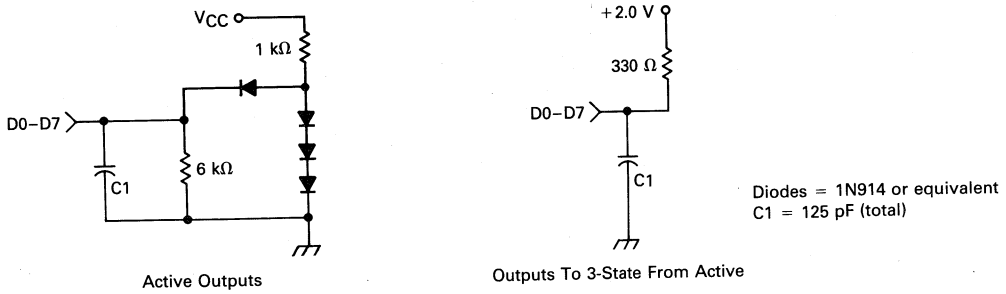 VCC
1 kΩ
D0–D7
6 kΩ
C1
Active Outputs
+2.0 V
330 Ω
D0–D7
C1
Outputs To 3-State From Active
Diodes = 1N914 or equivalent
C1 = 125 pF (total)